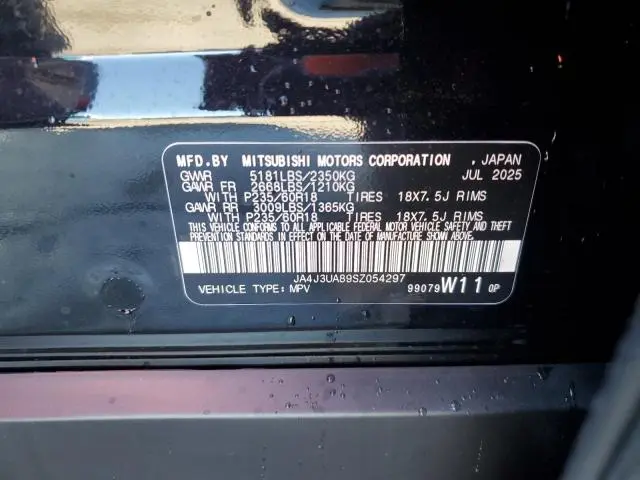 MFD.BY MITSUBISHI MOTORS CORPORATION , JAPAN
GVWR 5181LBS/2350KG JUL 2025
GAWR FR 2668LBS/1210KG
WITH P235/60R18 TIRES 18X7.5J RIMS
GAWR RR 3009LBS/1365KG
WITH P235/60R18 TIRES 18X7.5J RIMS
THIS VEHICLE CONFORMS TO ALL APPLICABLE FEDERAL MOTOR VEHICLE SAFETY AND THEFT
PREVENTION STANDARDS IN EFFECT ON THE DATE OF MANUFACTURE SHOWN ABOVE.
JA4J3UA89SZ054297
VEHICLE TYPE: MPV 99079 W11 0P